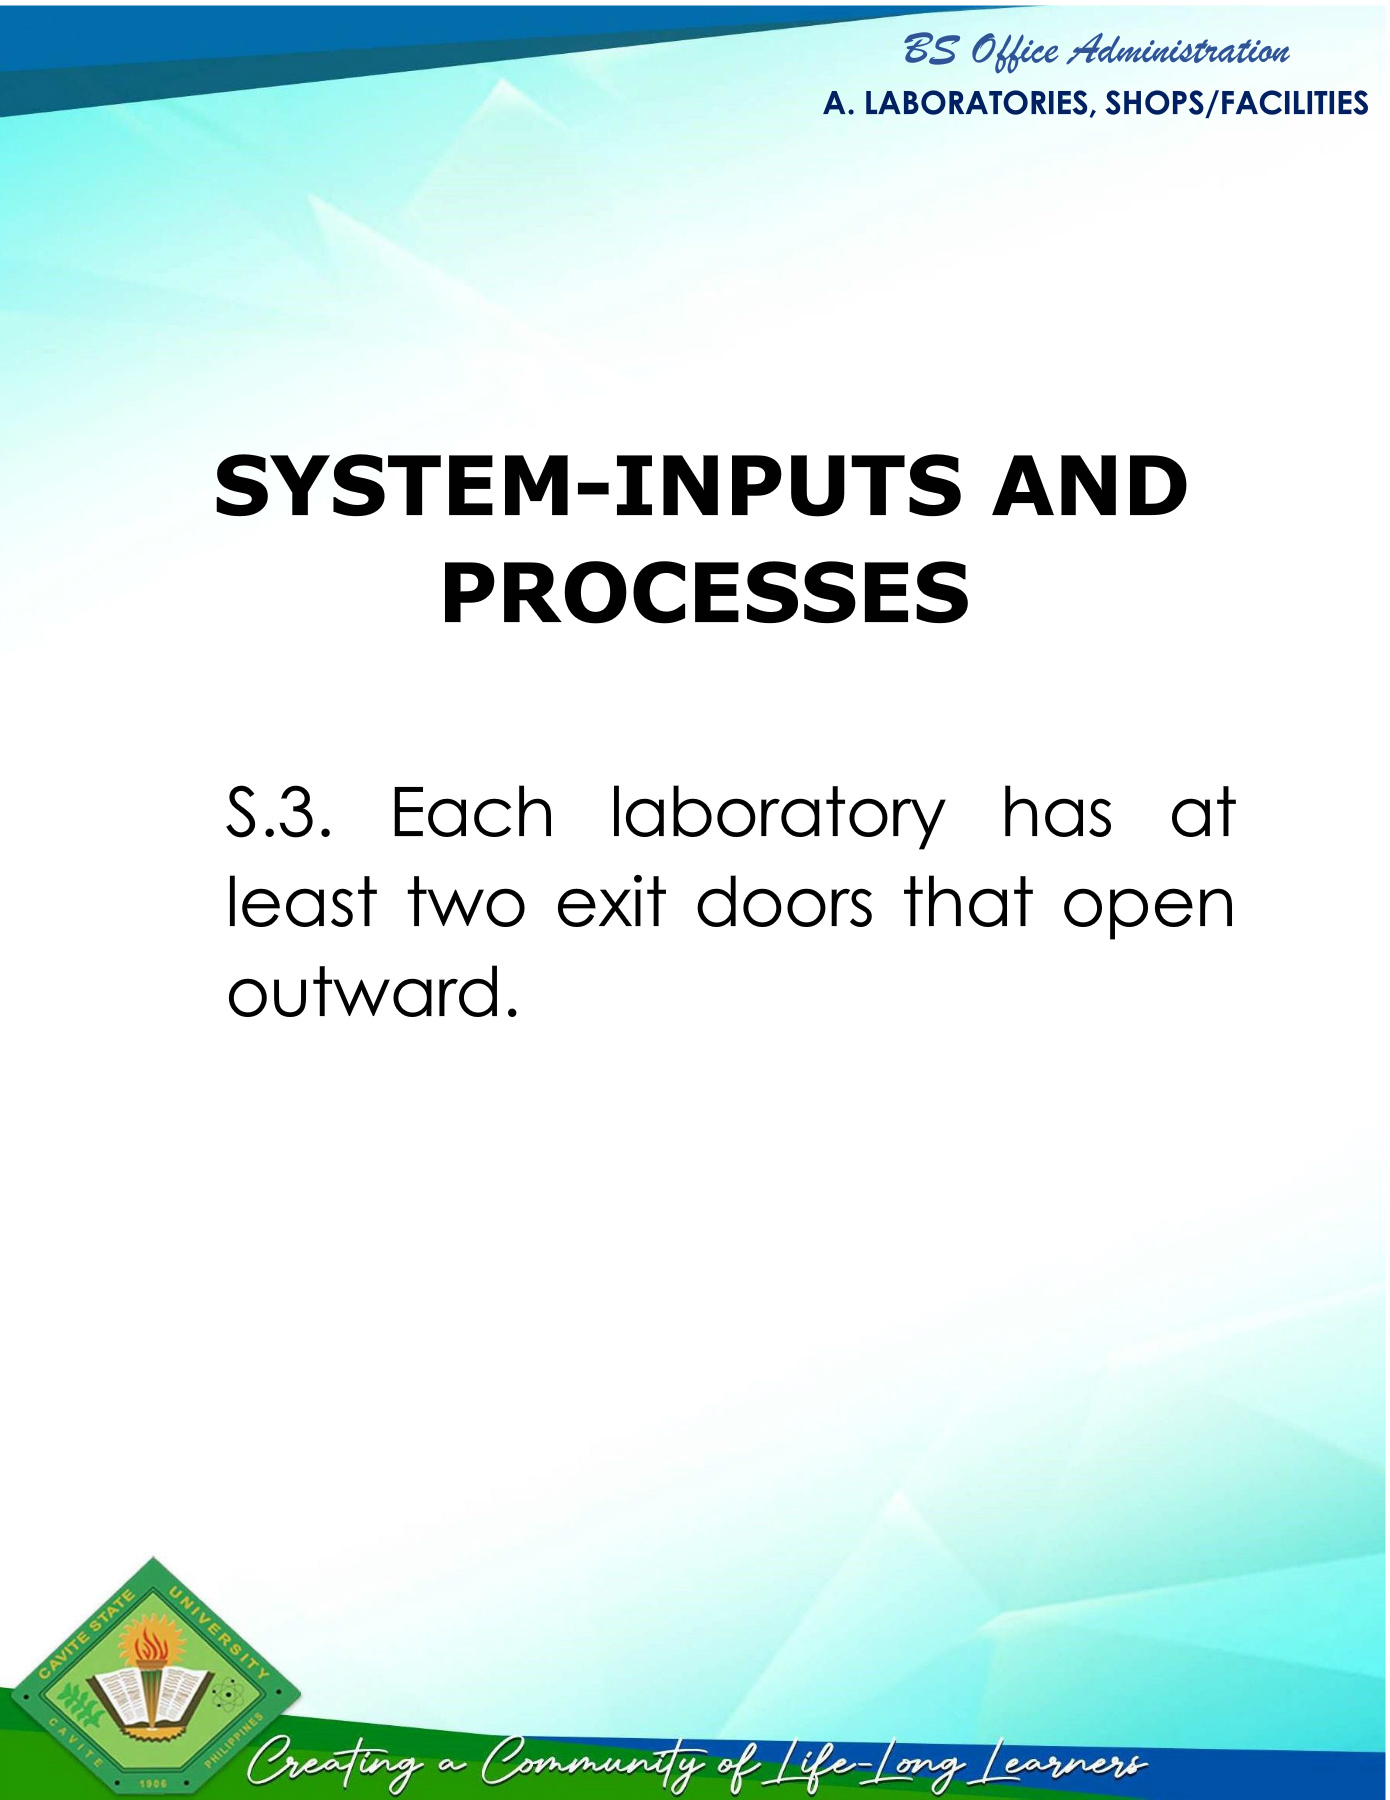 BS Office Administration
A. LABORATORIES, SHOPS/FACILITIES
SYSTEM-INPUTS AND
PROCESSES
S.3. Each laboratory has at
least two exit doors that open
outward.
CAVITE STATE UNIVERSITY
CAVITE PHILIPPINES
1906
Creating a Community of Life-Long Learners